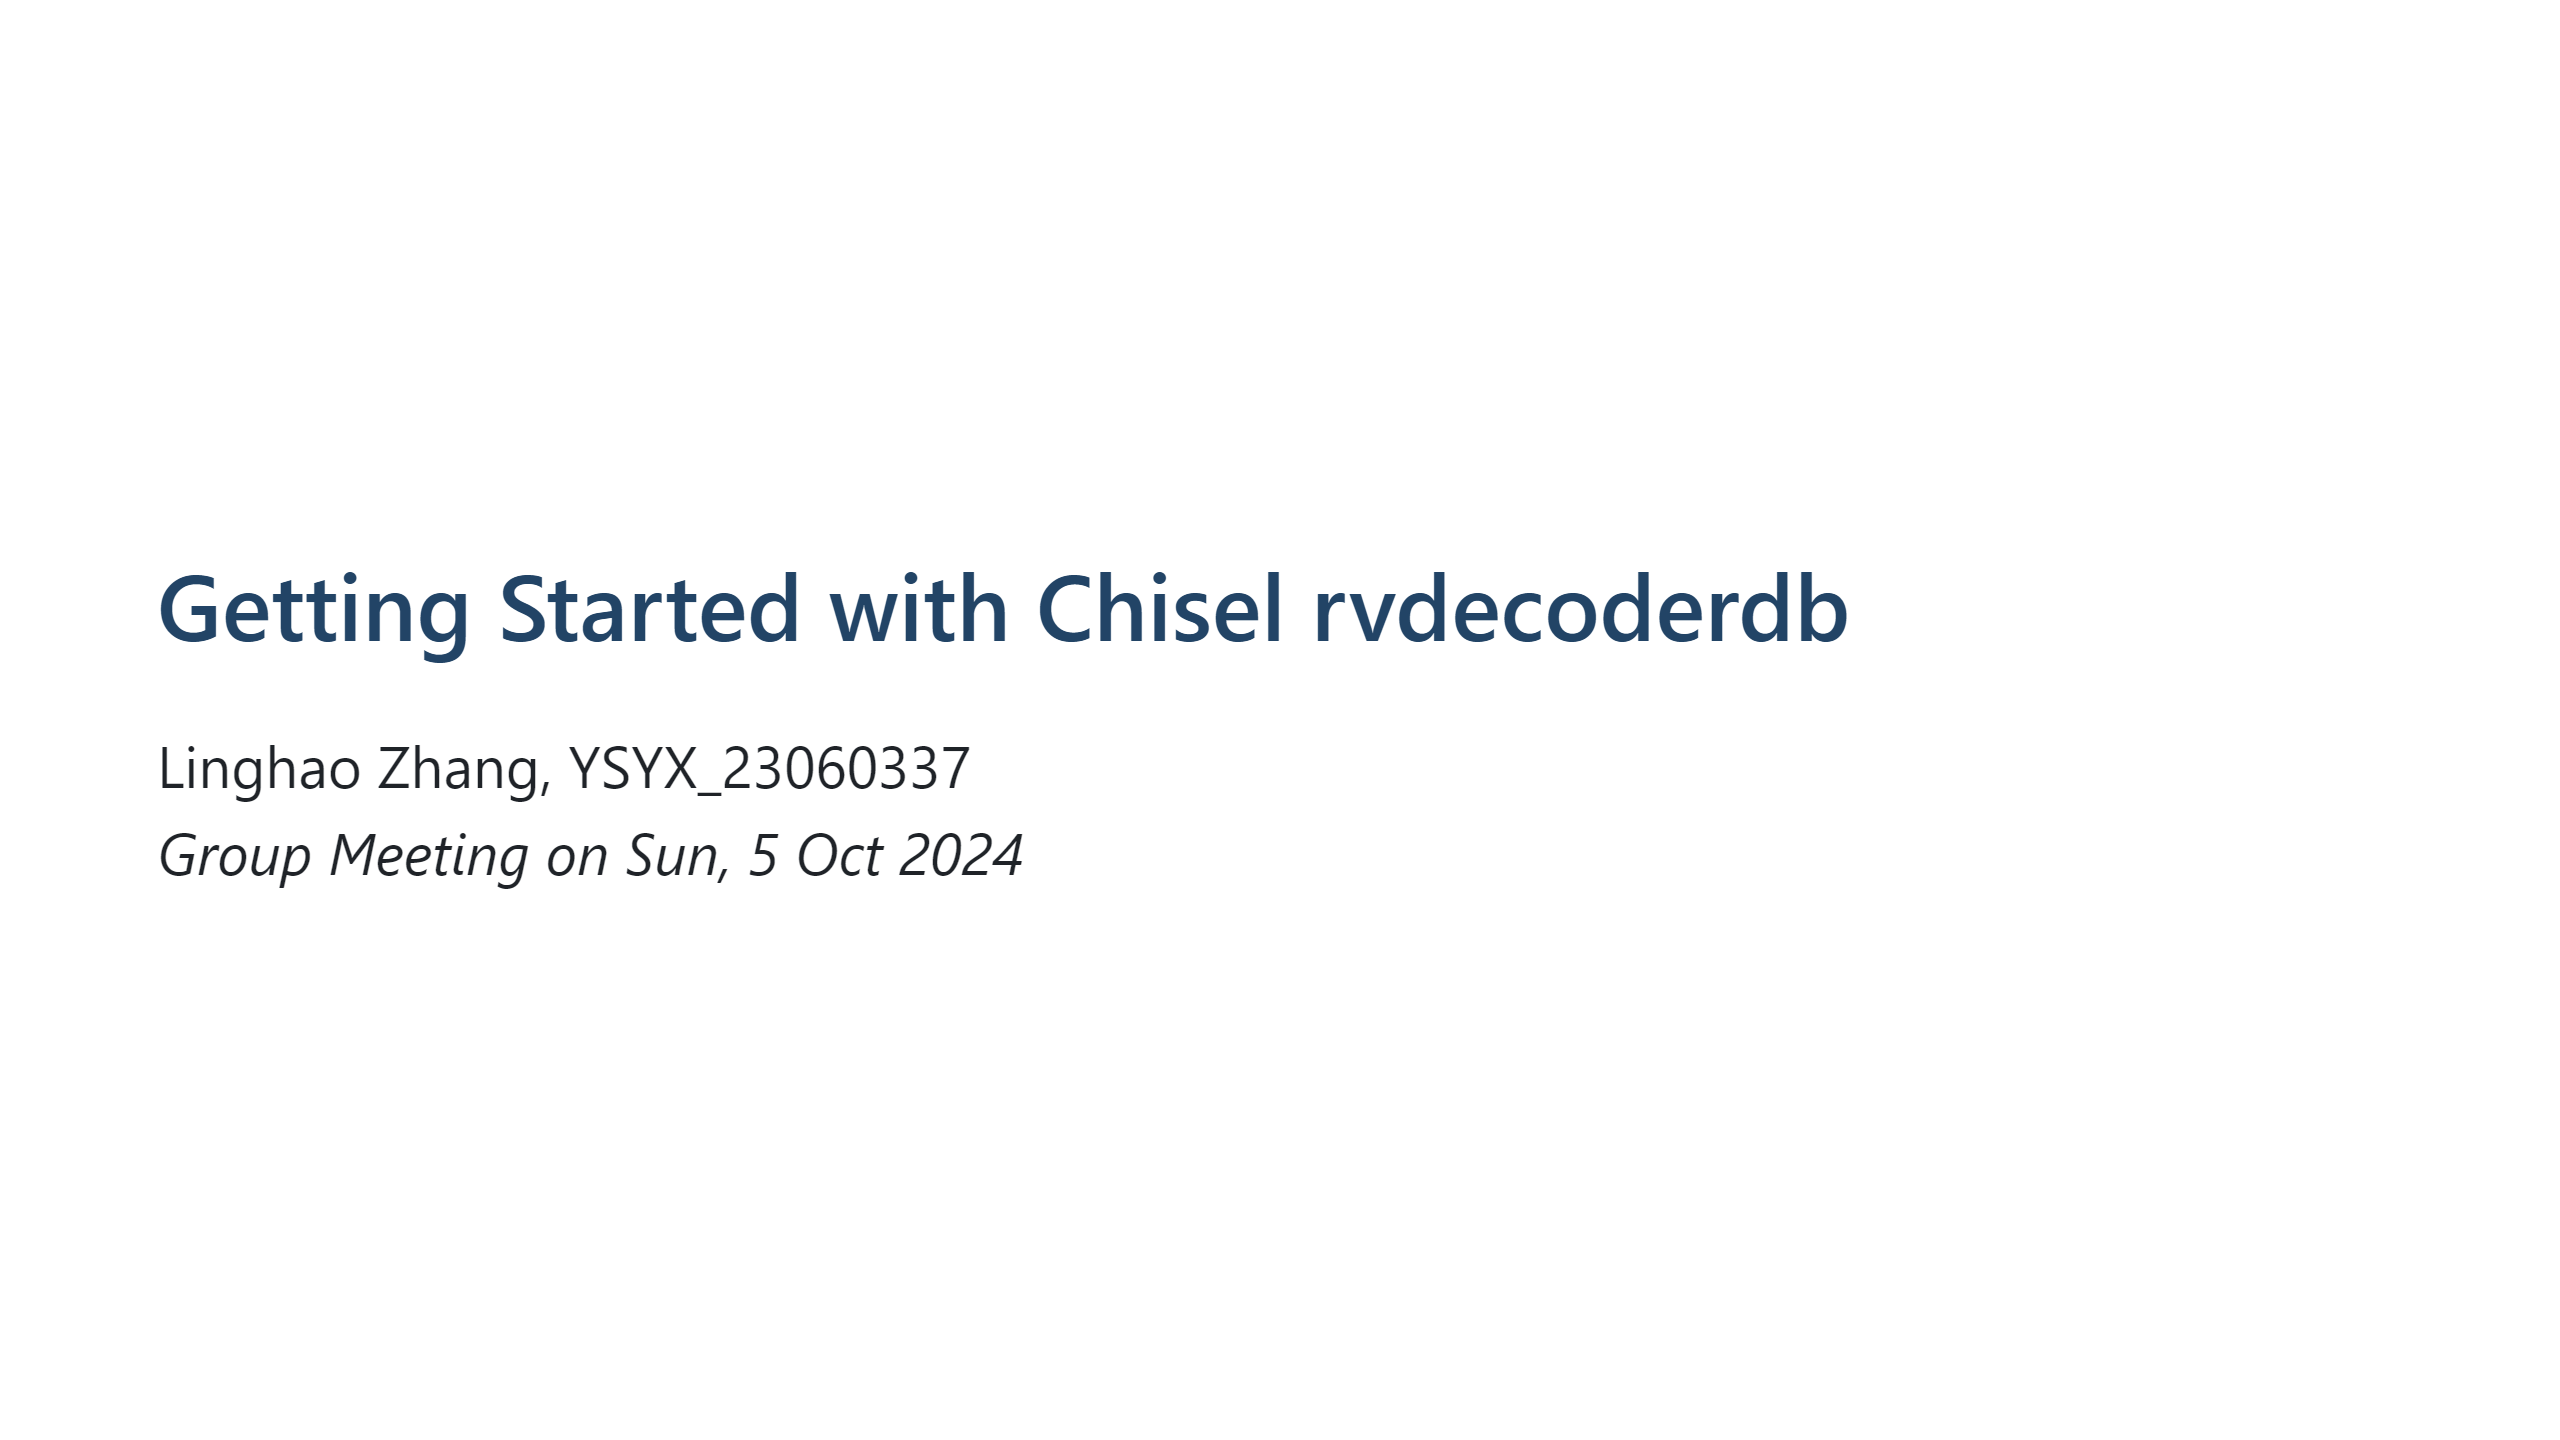 Getting Started with Chisel rvdecoderdb
Linghao Zhang, YSYX_23060337
Group Meeting on Sun, 5 Oct 2024